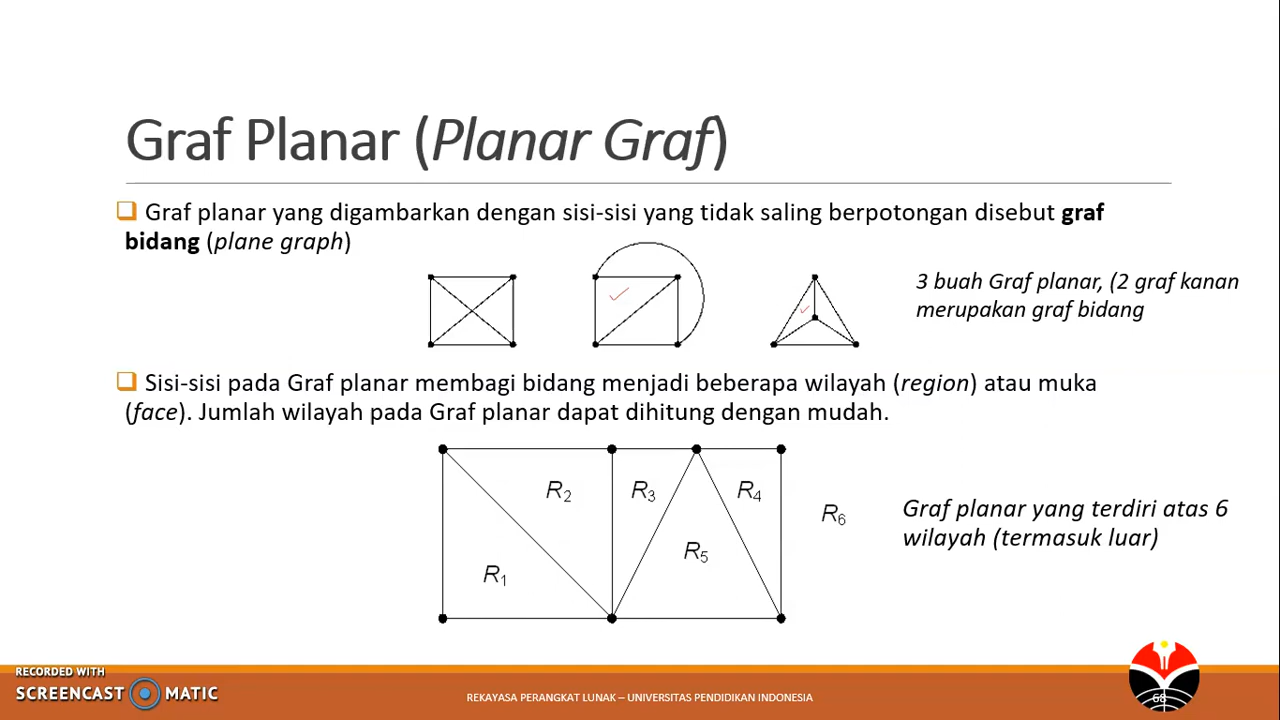 Graf Planar (Planar Graf)
Graf planar yang digambarkan dengan sisi-sisi yang tidak saling berpotongan disebut graf
bidang (plane graph)
3 buah Graf planar, (2 graf kanan
merupakan graf bidang
Sisi-sisi pada Graf planar membagi bidang menjadi beberapa wilayah (region) atau muka
(face). Jumlah wilayah pada Graf planar dapat dihitung dengan mudah.
R2
R3
R4
R6
R5
R1
Graf planar yang terdiri atas 6
wilayah (termasuk luar)
RECORDED WITH
SCREENCAST MATIC
REKAYASA PERANGKAT LUNAK – UNIVERSITAS PENDIDIKAN INDONESIA
68